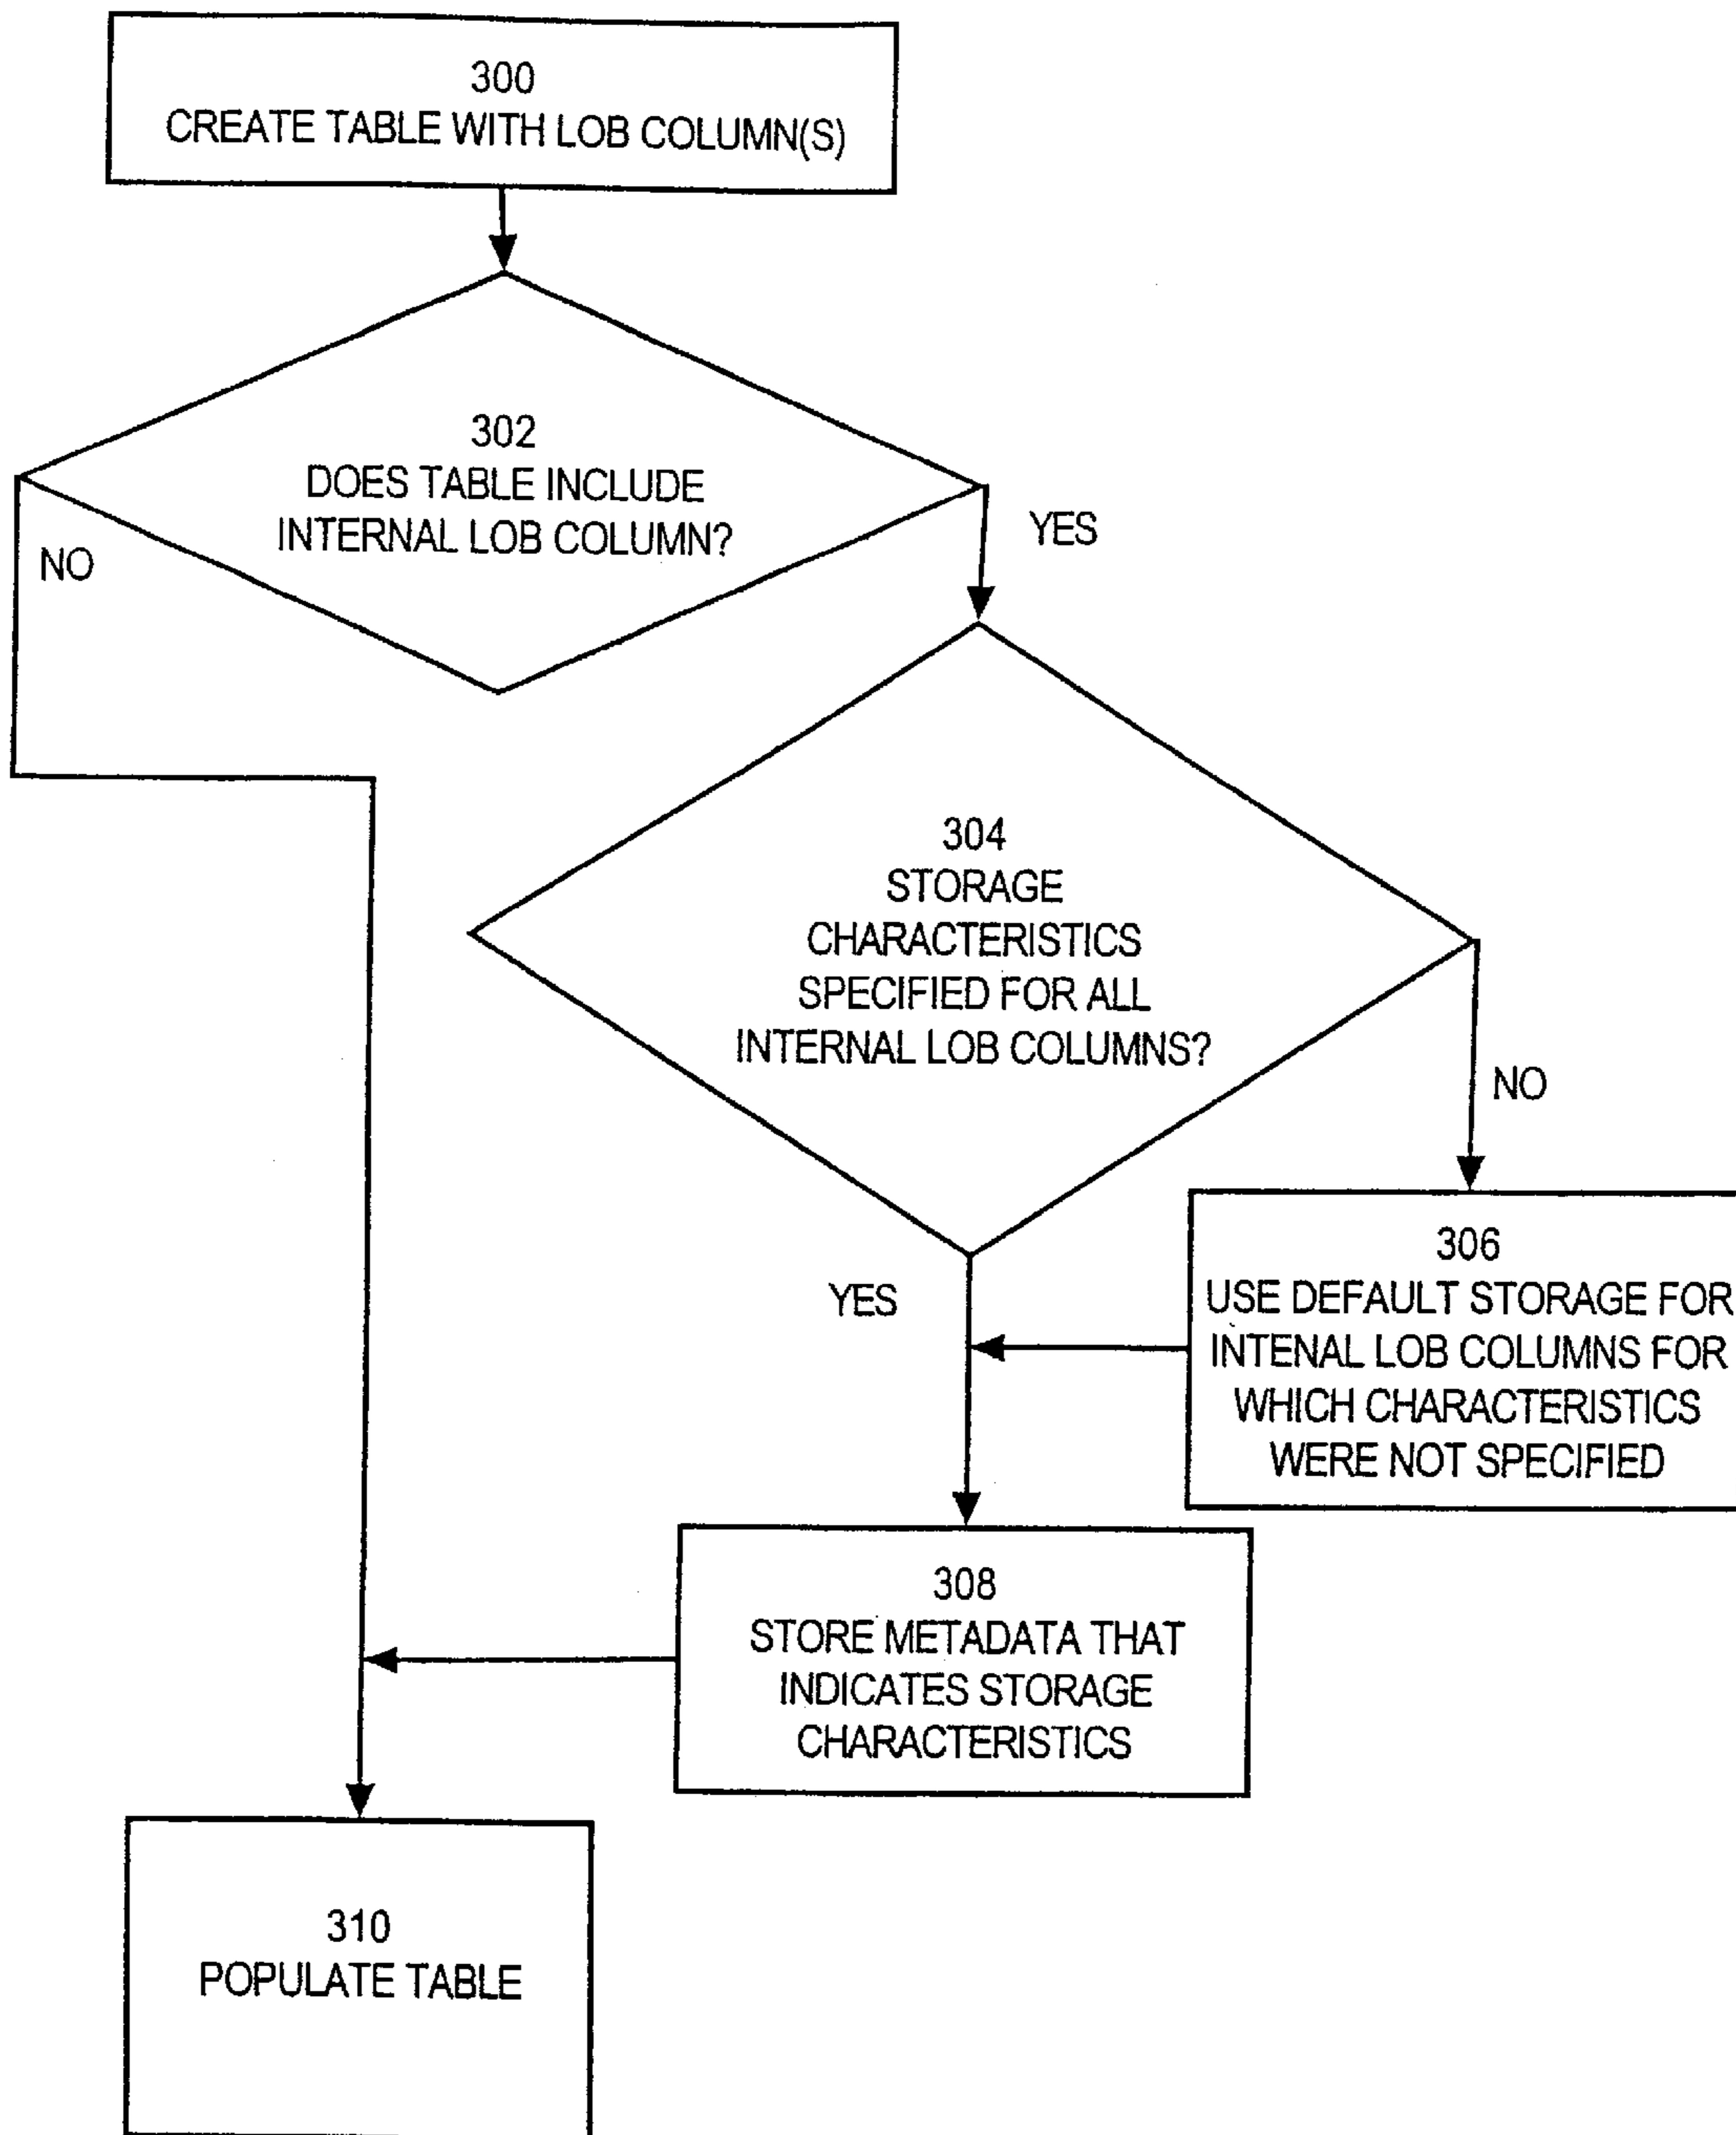 300
CREATE TABLE WITH LOB COLUMN(S)
302
DOES TABLE INCLUDE
INTERNAL LOB COLUMN?
NO
YES
304
STORAGE
CHARACTERISTICS
SPECIFIED FOR ALL
INTERNAL LOB COLUMNS?
NO
YES
306
USE DEFAULT STORAGE FOR
INTENAL LOB COLUMNS FOR
WHICH CHARACTERISTICS
WERE NOT SPECIFIED
308
STORE METADATA THAT
INDICATES STORAGE
CHARACTERISTICS
310
POPULATE TABLE